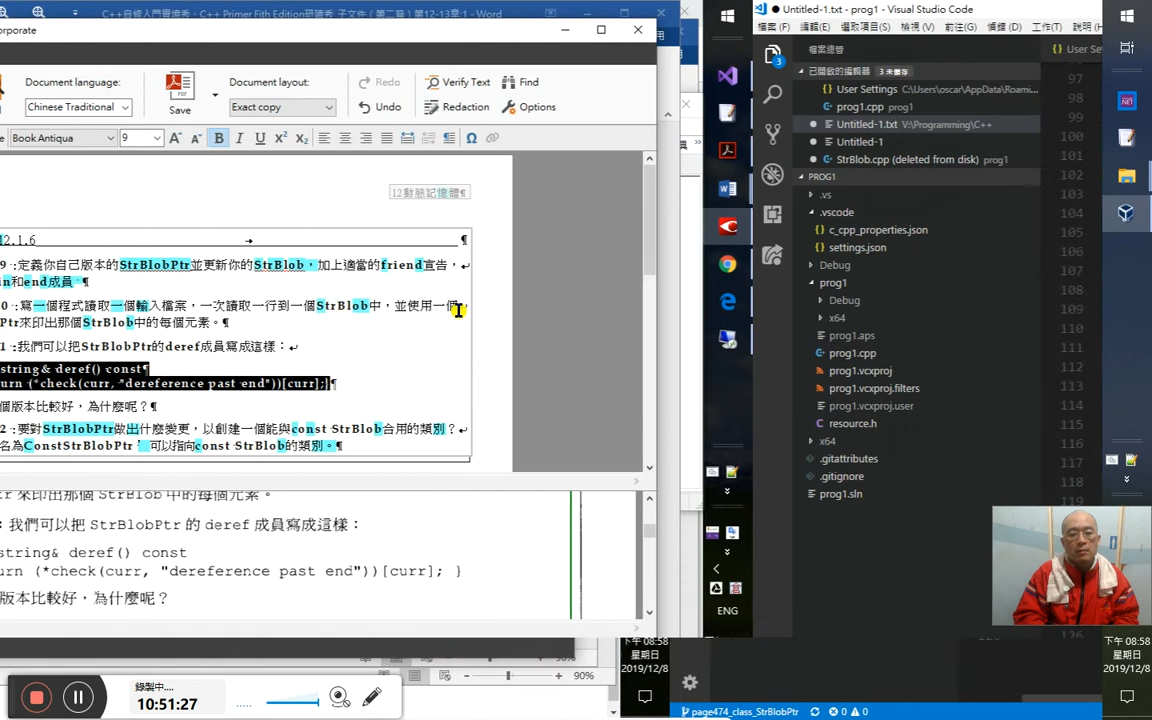 C++自修入門實境秀、C++ Primer Fith Edition研讀秀 子文件（第二篇）第12-13章:1 - Word
orporate
Document language:
Chinese Traditional
Save
Document layout:
Exact copy
Redo
Undo
Verify Text
Find
Redaction
Options
Book Antiqua
9
B I U
12動態記憶體¶
12.1.6 → ¶
9 :定義你自己版本的StrBlobPtr並更新你的StrBlob，加上適當的friend宣告，
in和end成員。¶
0 :寫一個程式讀取一個輸入檔案，一次讀取一行到一個StrBlob中，並使用一個
Ptr來印出那個StrBlob中的每個元素。¶
1 :我們可以把StrBlobPtr的deref成員寫成這樣：
string& deref() const¶
urn (*check(curr, "dereference past end"))[curr];}¶
個版本比較好，為什麼呢？¶
2 :要對StrBlobPtr做出什麼變更，以創建一個能與const StrBlob合用的類別？
名為ConstStrBlobPtr
可以指向const StrBlob的類別。¶
tr 來印出那個 StrBlob 中的每個元素。
：我們可以把 StrBlobPtr 的 deref 成員寫成這樣：
string& deref() const
urn (*check(curr, "dereference past end"))[curr]; }
版本比較好，為什麼呢？
90%
錄製中....
10:51:27
ENG
下午 08:58
星期日
2019/12/8
● Untitled-1.txt - prog1 - Visual Studio Code
檔案(F) 編輯(E) 選取項目(S) 檢視(V) 前往(G) 偵錯(D) 工作(T) 說明(H
檔案總管
User Set
3
已開啟的編輯器 3 未儲存
User Settings C:\Users\oscar\AppData\Roami...
prog1.cpp prog1
Untitled-1.txt V:\Programming\C++
Untitled-1
StrBlob.cpp (deleted from disk) prog1
PROG1
.vs
.vscode
c_cpp_properties.json
settings.json
Debug
prog1
Debug
x64
prog1.aps
prog1.cpp
prog1.vcxproj
prog1.vcxproj.filters
prog1.vcxproj.user
resource.h
x64
.gitattributes
.gitignore
prog1.sln
97
98
99
100
101
102
103
104
105
106
107
108
109
110
111
112
113
114
115
116
117
118
119
126
page474_class_StrBlobPtr
0 0
下午 08:58
星期日
2019/12/8